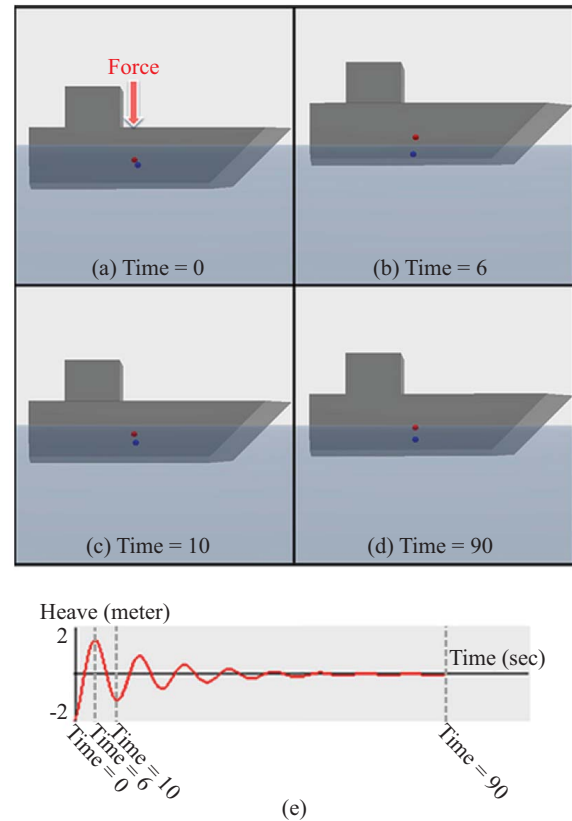 Force
(a) Time = 0
(b) Time = 6
(c) Time = 10
(d) Time = 90
Heave (meter)
2
Time (sec)
-2
Time = 0
Time = 6
Time = 10
Time = 90
(e)